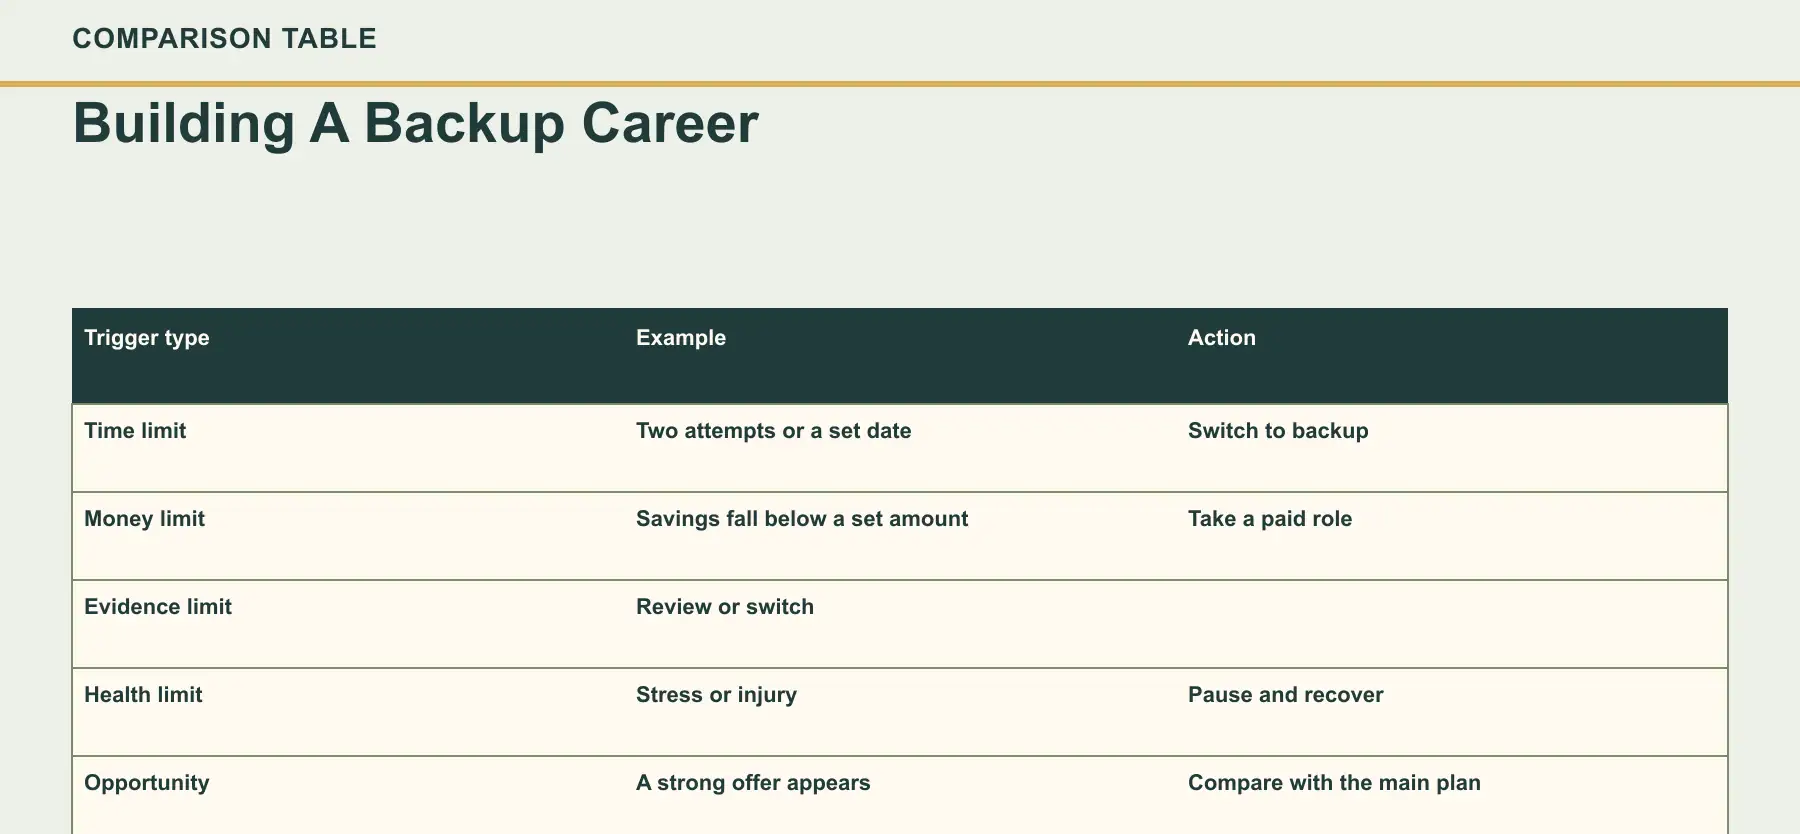 COMPARISON TABLE
Building A Backup Career
Trigger type Example Action
Time limit Two attempts or a set date Switch to backup
Money limit Savings fall below a set amount Take a paid role
Evidence limit Review or switch
Health limit Stress or injury Pause and recover
Opportunity A strong offer appears Compare with the main plan